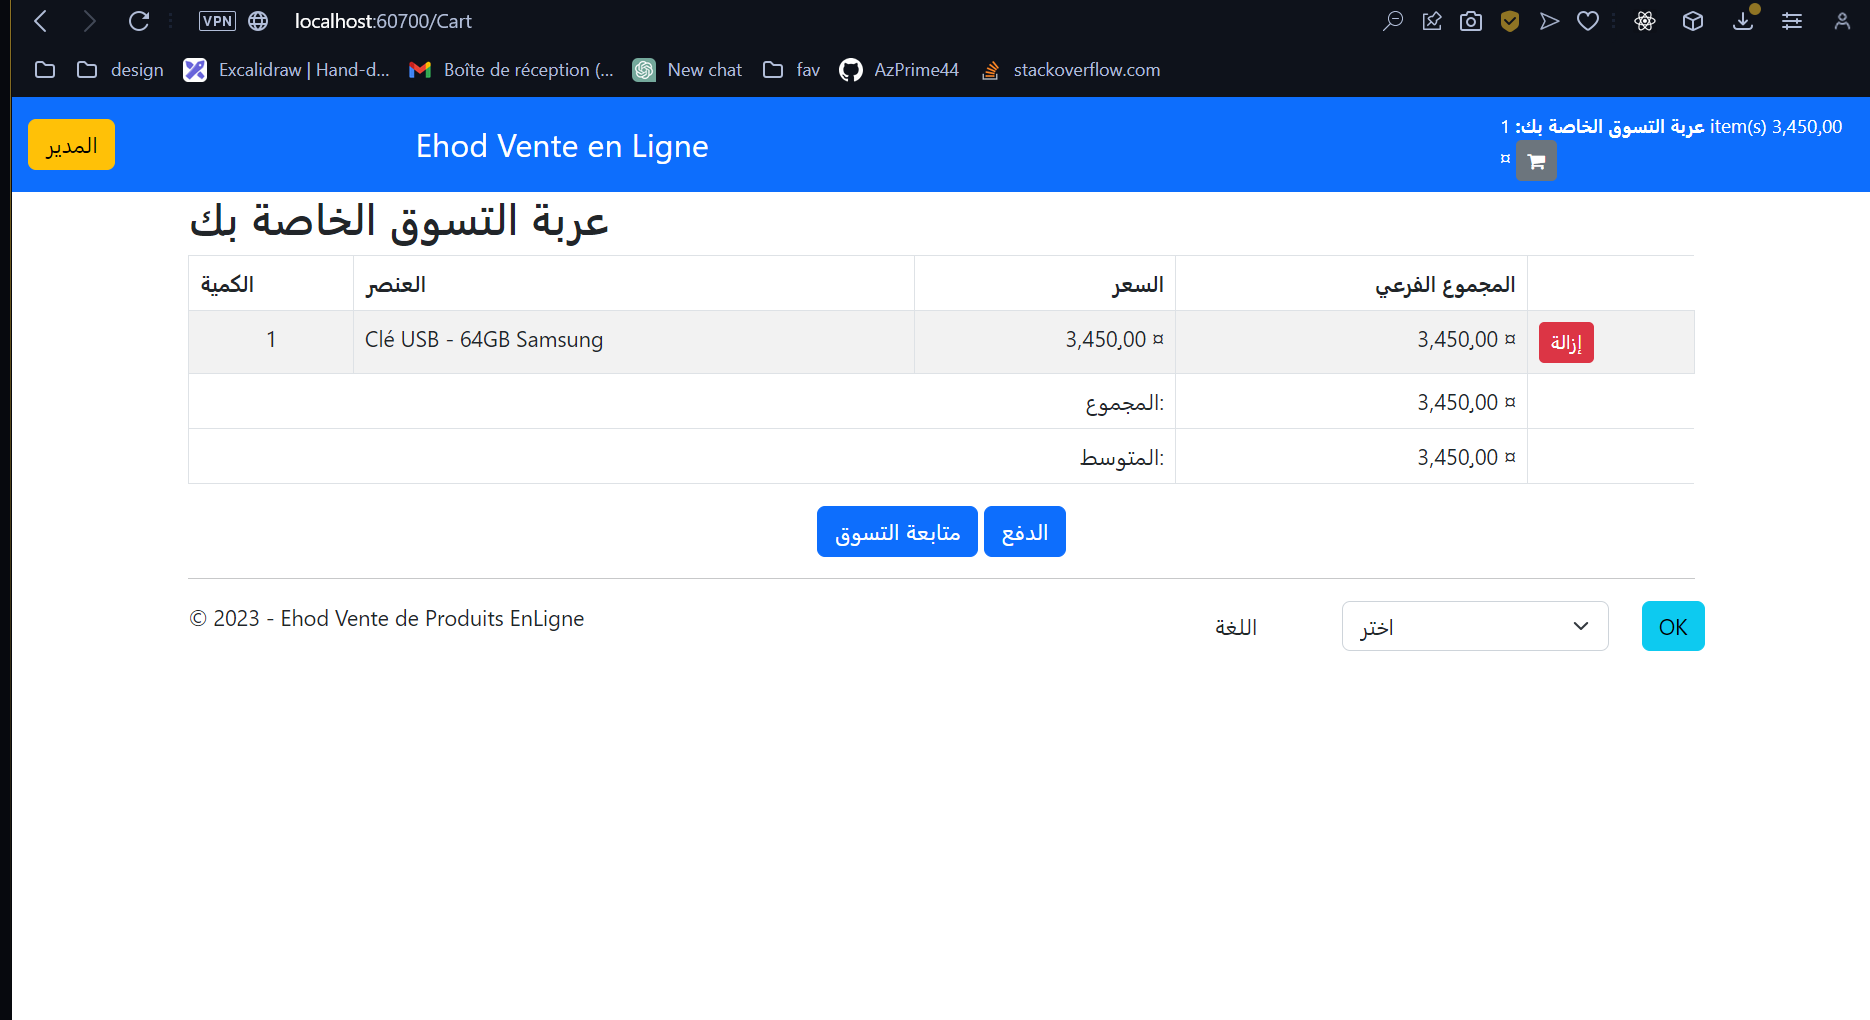 VPN localhost:60700/Cart
design Excalidraw | Hand-d... Boîte de réception (... New chat fav AzPrime44 stackoverflow.com
المدير
Ehod Vente en Ligne
عربة التسوق الخاصة بك: 1 item(s) 3,450,00
¤
عربة التسوق الخاصة بك
الكمية العنصر السعر المجموع الفرعي
1 Clé USB - 64GB Samsung 3,450,00 ¤ 3,450,00 ¤ إزالة
المجموع: 3,450,00 ¤
المتوسط: 3,450,00 ¤
متابعة التسوق الدفع
© 2023 - Ehod Vente de Produits EnLigne اللغة اختر OK